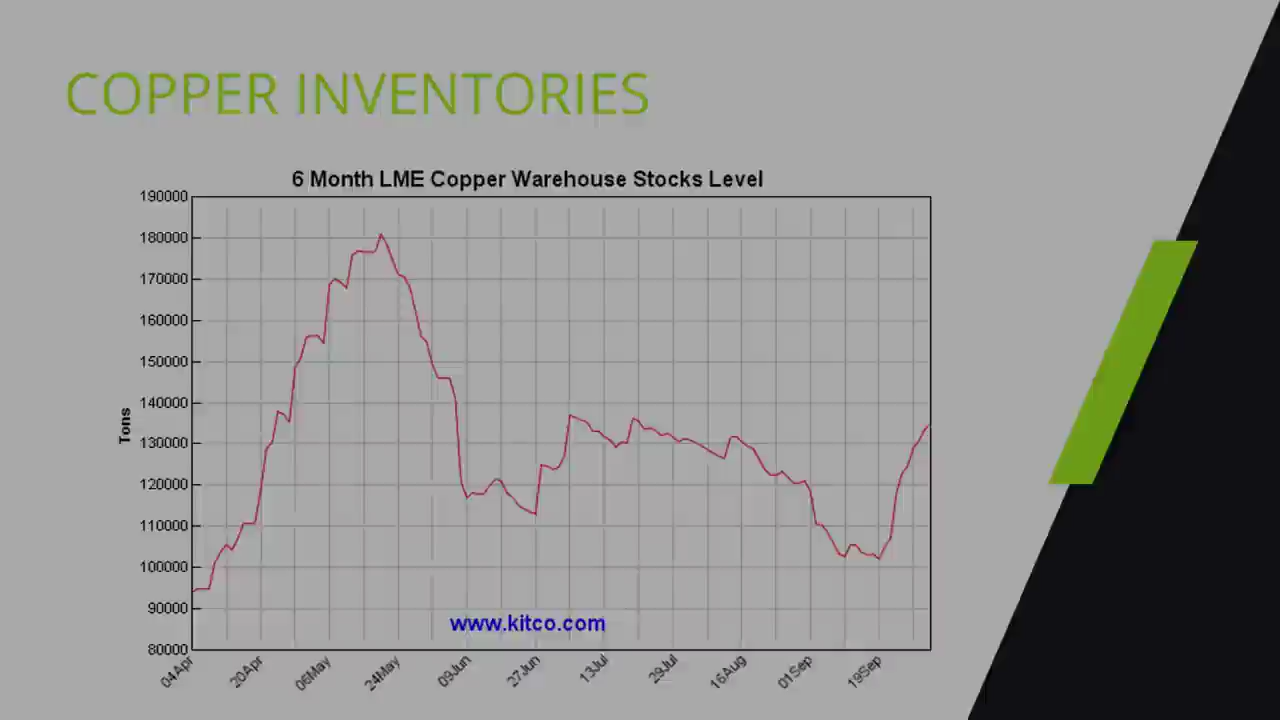 COPPER INVENTORIES
6 Month LME Copper Warehouse Stocks Level
190000
180000
170000
160000
150000
140000
130000
120000
110000
100000
90000
80000
Tons
www.kitco.com
04Apr
20Apr
06May
24May
09Jun
27Jun
13Jul
29Jul
16Aug
01Sep
19Sep